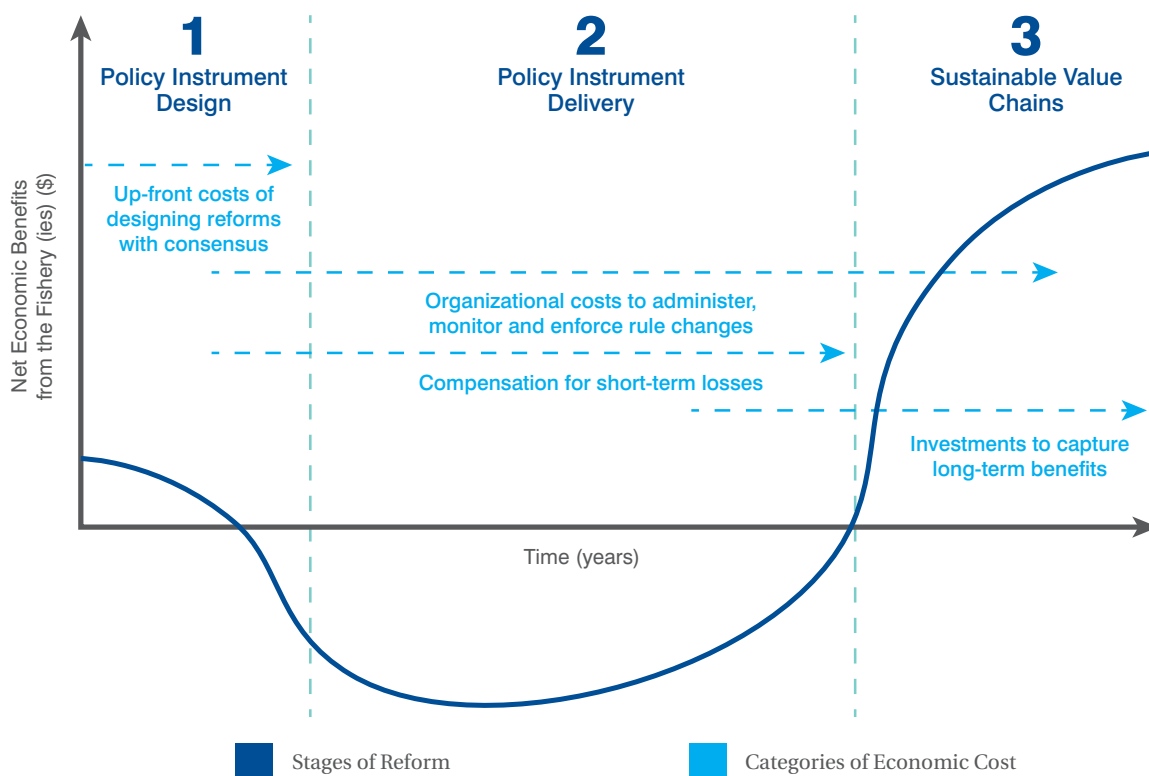 1
Policy Instrument
Design
2
Policy Instrument
Delivery
3
Sustainable Value
Chains
Net Economic Benefits
from the Fishery (ies) ($)
Up-front costs of
designing reforms
with consensus
Organizational costs to administer,
monitor and enforce rule changes
Compensation for short-term losses
Investments to capture
long-term benefits
Time (years)
Stages of Reform
Categories of Economic Cost